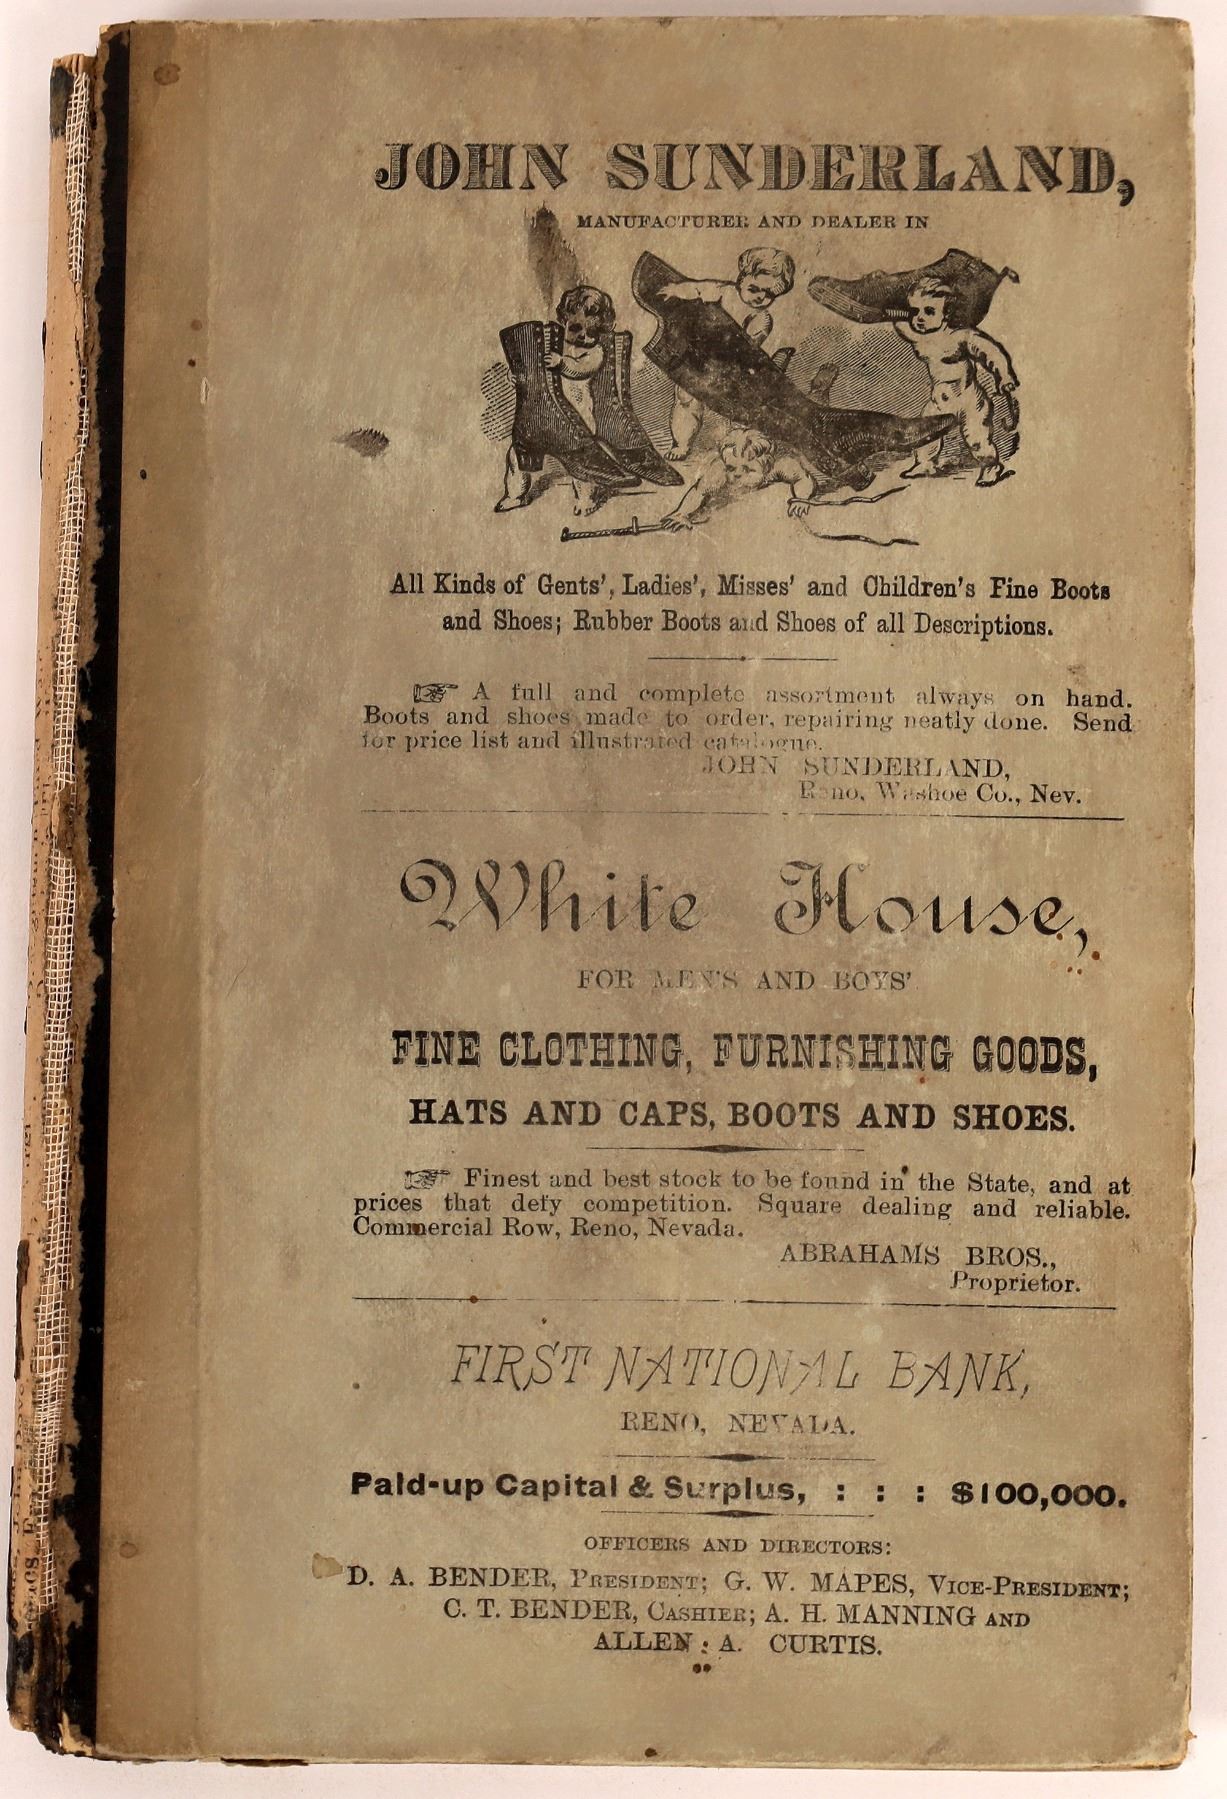 JOHN SUNDERLAND,
MANUFACTURER AND DEALER IN
All Kinds of Gents', Ladies', Misses' and Children's Fine Boots
and Shoes; Rubber Boots and Shoes of all Descriptions.
☞ A full and complete assortment always on hand.
Boots and shoes made to order, repairing neatly done. Send
for price list and illustrated catalogue.
JOHN SUNDERLAND,
Reno, Washoe Co., Nev.
White House,
FOR MEN'S AND BOYS'
FINE CLOTHING, FURNISHING GOODS,
HATS AND CAPS, BOOTS AND SHOES.
☞ Finest and best stock to be found in the State, and at
prices that defy competition. Square dealing and reliable.
Commercial Row, Reno, Nevada.
ABRAHAMS BROS.,
Proprietor.
FIRST NATIONAL BANK,
RENO, NEVADA.
Paid-up Capital & Surplus, : : : $100,000.
OFFICERS AND DIRECTORS:
D. A. BENDER, PRESIDENT; G. W. MAPES, VICE-PRESIDENT;
C. T. BENDER, CASHIER; A. H. MANNING AND
ALLEN A. CURTIS.